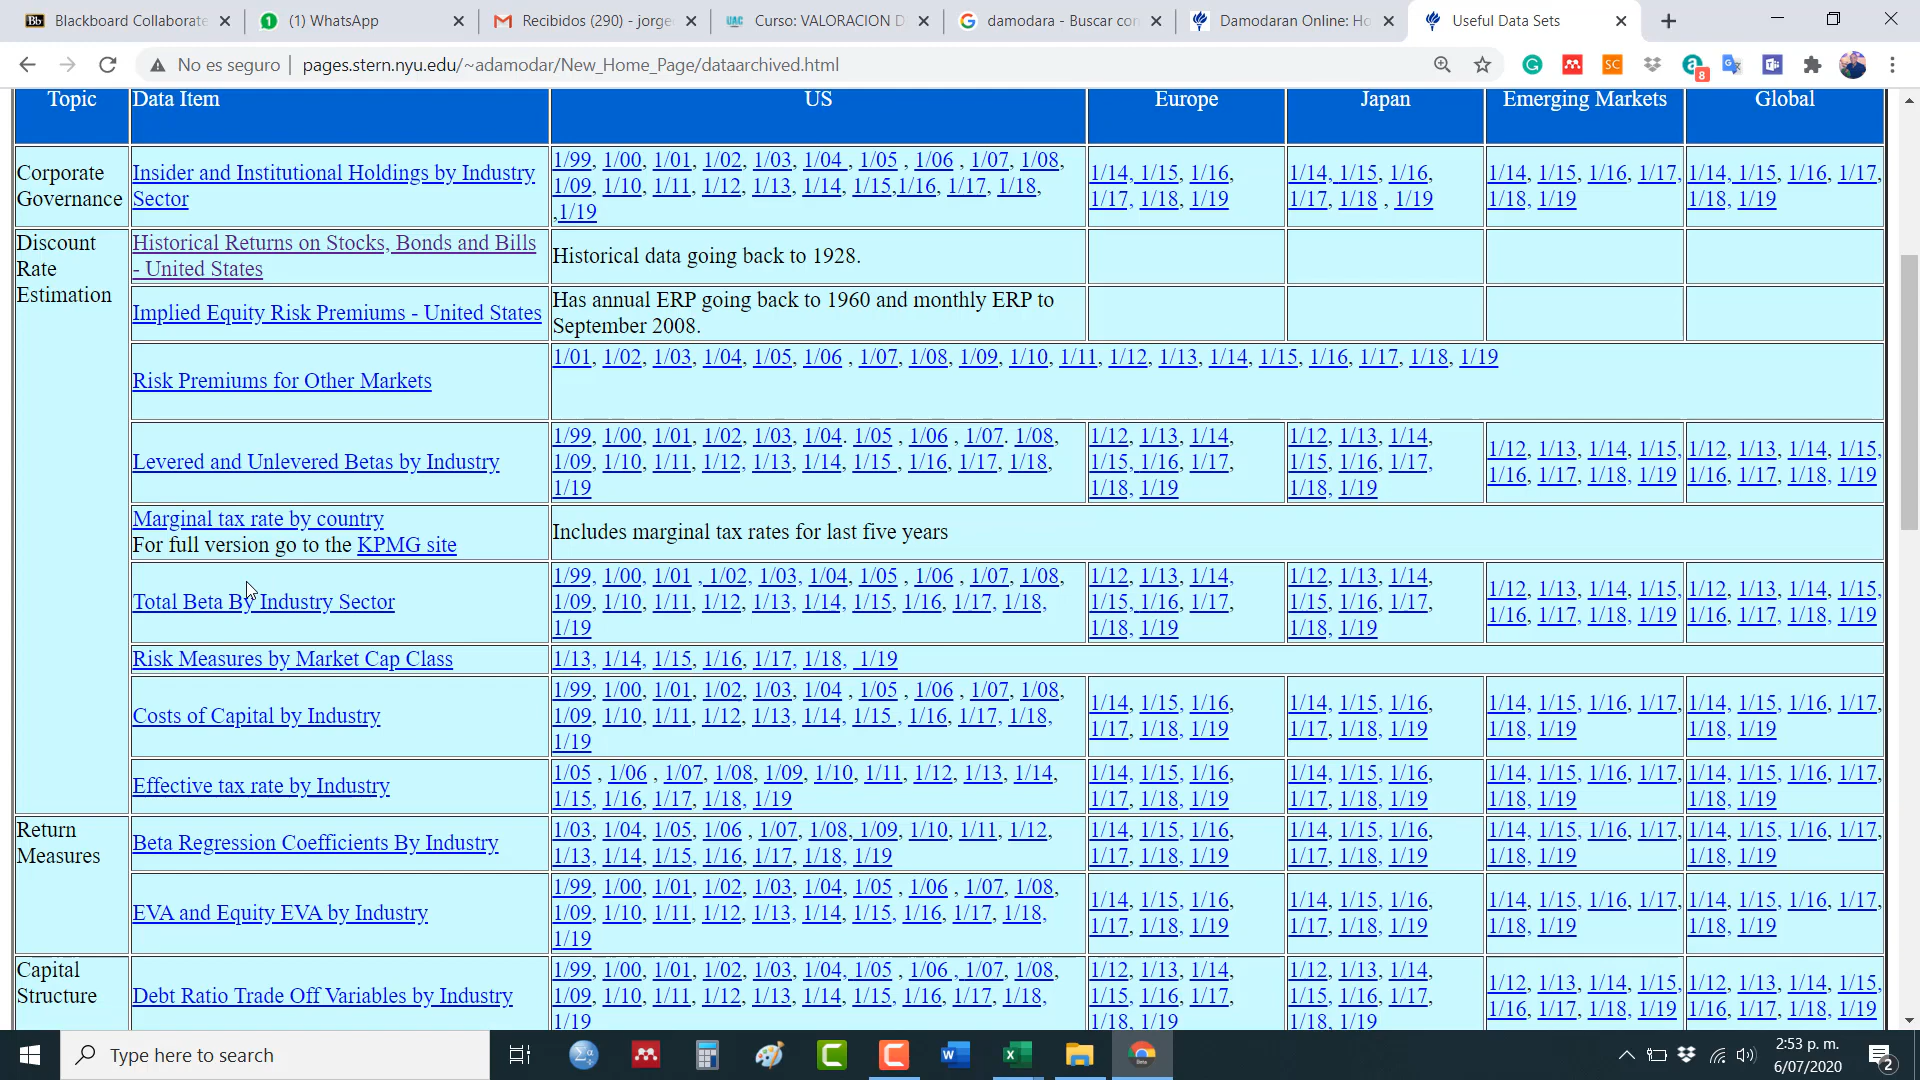 Blackboard Collaborate
(1) WhatsApp
Recibidos (290) - jorge
Curso: VALORACION D
damodara - Buscar con
Damodaran Online: Ho
Useful Data Sets
No es seguro
pages.stern.nyu.edu/~adamodar/New_Home_Page/dataarchived.html
8
Topic
Data Item
US
Europe
Japan
Emerging Markets
Global
Corporate
Governance
Insider and Institutional Holdings by Industry
Sector
1/99, 1/00, 1/01, 1/02, 1/03, 1/04 , 1/05 , 1/06 , 1/07, 1/08,
1/09, 1/10, 1/11, 1/12, 1/13, 1/14, 1/15,1/16, 1/17, 1/18,
,1/19
1/14, 1/15, 1/16,
1/17, 1/18, 1/19
1/14, 1/15, 1/16,
1/17, 1/18 , 1/19
1/14, 1/15, 1/16, 1/17,
1/18, 1/19
1/14, 1/15, 1/16, 1/17,
1/18, 1/19
Discount
Rate
Estimation
Historical Returns on Stocks, Bonds and Bills
- United States
Historical data going back to 1928.
Implied Equity Risk Premiums - United States
Has annual ERP going back to 1960 and monthly ERP to
September 2008.
Risk Premiums for Other Markets
1/01, 1/02, 1/03, 1/04, 1/05, 1/06 , 1/07, 1/08, 1/09, 1/10, 1/11, 1/12, 1/13, 1/14, 1/15, 1/16, 1/17, 1/18, 1/19
Levered and Unlevered Betas by Industry
1/99, 1/00, 1/01, 1/02, 1/03, 1/04. 1/05 , 1/06 , 1/07. 1/08,
1/09, 1/10, 1/11, 1/12, 1/13, 1/14, 1/15 , 1/16, 1/17, 1/18,
1/19
1/12, 1/13, 1/14,
1/15, 1/16, 1/17,
1/18, 1/19
1/12, 1/13, 1/14,
1/15, 1/16, 1/17,
1/18, 1/19
1/12, 1/13, 1/14, 1/15,
1/16, 1/17, 1/18, 1/19
1/12, 1/13, 1/14, 1/15,
1/16, 1/17, 1/18, 1/19
Marginal tax rate by country
For full version go to the KPMG site
Includes marginal tax rates for last five years
Total Beta By Industry Sector
1/99, 1/00, 1/01 , 1/02, 1/03, 1/04, 1/05 , 1/06 , 1/07, 1/08,
1/09, 1/10, 1/11, 1/12, 1/13, 1/14, 1/15, 1/16, 1/17, 1/18,
1/19
1/12, 1/13, 1/14,
1/15, 1/16, 1/17,
1/18, 1/19
1/12, 1/13, 1/14,
1/15, 1/16, 1/17,
1/18, 1/19
1/12, 1/13, 1/14, 1/15,
1/16, 1/17, 1/18, 1/19
1/12, 1/13, 1/14, 1/15,
1/16, 1/17, 1/18, 1/19
Risk Measures by Market Cap Class
1/13, 1/14, 1/15, 1/16, 1/17, 1/18, 1/19
Costs of Capital by Industry
1/99, 1/00, 1/01, 1/02, 1/03, 1/04 , 1/05 , 1/06 , 1/07, 1/08,
1/09, 1/10, 1/11, 1/12, 1/13, 1/14, 1/15 , 1/16, 1/17, 1/18,
1/19
1/14, 1/15, 1/16,
1/17, 1/18, 1/19
1/14, 1/15, 1/16,
1/17, 1/18, 1/19
1/14, 1/15, 1/16, 1/17,
1/18, 1/19
1/14, 1/15, 1/16, 1/17,
1/18, 1/19
Effective tax rate by Industry
1/05 , 1/06 , 1/07, 1/08, 1/09, 1/10, 1/11, 1/12, 1/13, 1/14,
1/15, 1/16, 1/17, 1/18, 1/19
1/14, 1/15, 1/16,
1/17, 1/18, 1/19
1/14, 1/15, 1/16,
1/17, 1/18, 1/19
1/14, 1/15, 1/16, 1/17,
1/18, 1/19
1/14, 1/15, 1/16, 1/17,
1/18, 1/19
Return
Measures
Beta Regression Coefficients By Industry
1/03, 1/04, 1/05, 1/06 , 1/07, 1/08, 1/09, 1/10, 1/11, 1/12,
1/13, 1/14, 1/15, 1/16, 1/17, 1/18, 1/19
1/14, 1/15, 1/16,
1/17, 1/18, 1/19
1/14, 1/15, 1/16,
1/17, 1/18, 1/19
1/14, 1/15, 1/16, 1/17,
1/18, 1/19
1/14, 1/15, 1/16, 1/17,
1/18, 1/19
EVA and Equity EVA by Industry
1/99, 1/00, 1/01, 1/02, 1/03, 1/04, 1/05 , 1/06 , 1/07, 1/08,
1/09, 1/10, 1/11, 1/12, 1/13, 1/14, 1/15, 1/16, 1/17, 1/18,
1/19
1/14, 1/15, 1/16,
1/17, 1/18, 1/19
1/14, 1/15, 1/16,
1/17, 1/18, 1/19
1/14, 1/15, 1/16, 1/17,
1/18, 1/19
1/14, 1/15, 1/16, 1/17,
1/18, 1/19
Capital
Structure
Debt Ratio Trade Off Variables by Industry
1/99, 1/00, 1/01, 1/02, 1/03, 1/04, 1/05 , 1/06 , 1/07, 1/08,
1/09, 1/10, 1/11, 1/12, 1/13, 1/14, 1/15, 1/16, 1/17, 1/18,
1/19
1/12, 1/13, 1/14,
1/15, 1/16, 1/17,
1/18, 1/19
1/12, 1/13, 1/14,
1/15, 1/16, 1/17,
1/18, 1/19
1/12, 1/13, 1/14, 1/15,
1/16, 1/17, 1/18, 1/19
1/12, 1/13, 1/14, 1/15,
1/16, 1/17, 1/18, 1/19
Type here to search
2:53 p. m.
6/07/2020
2